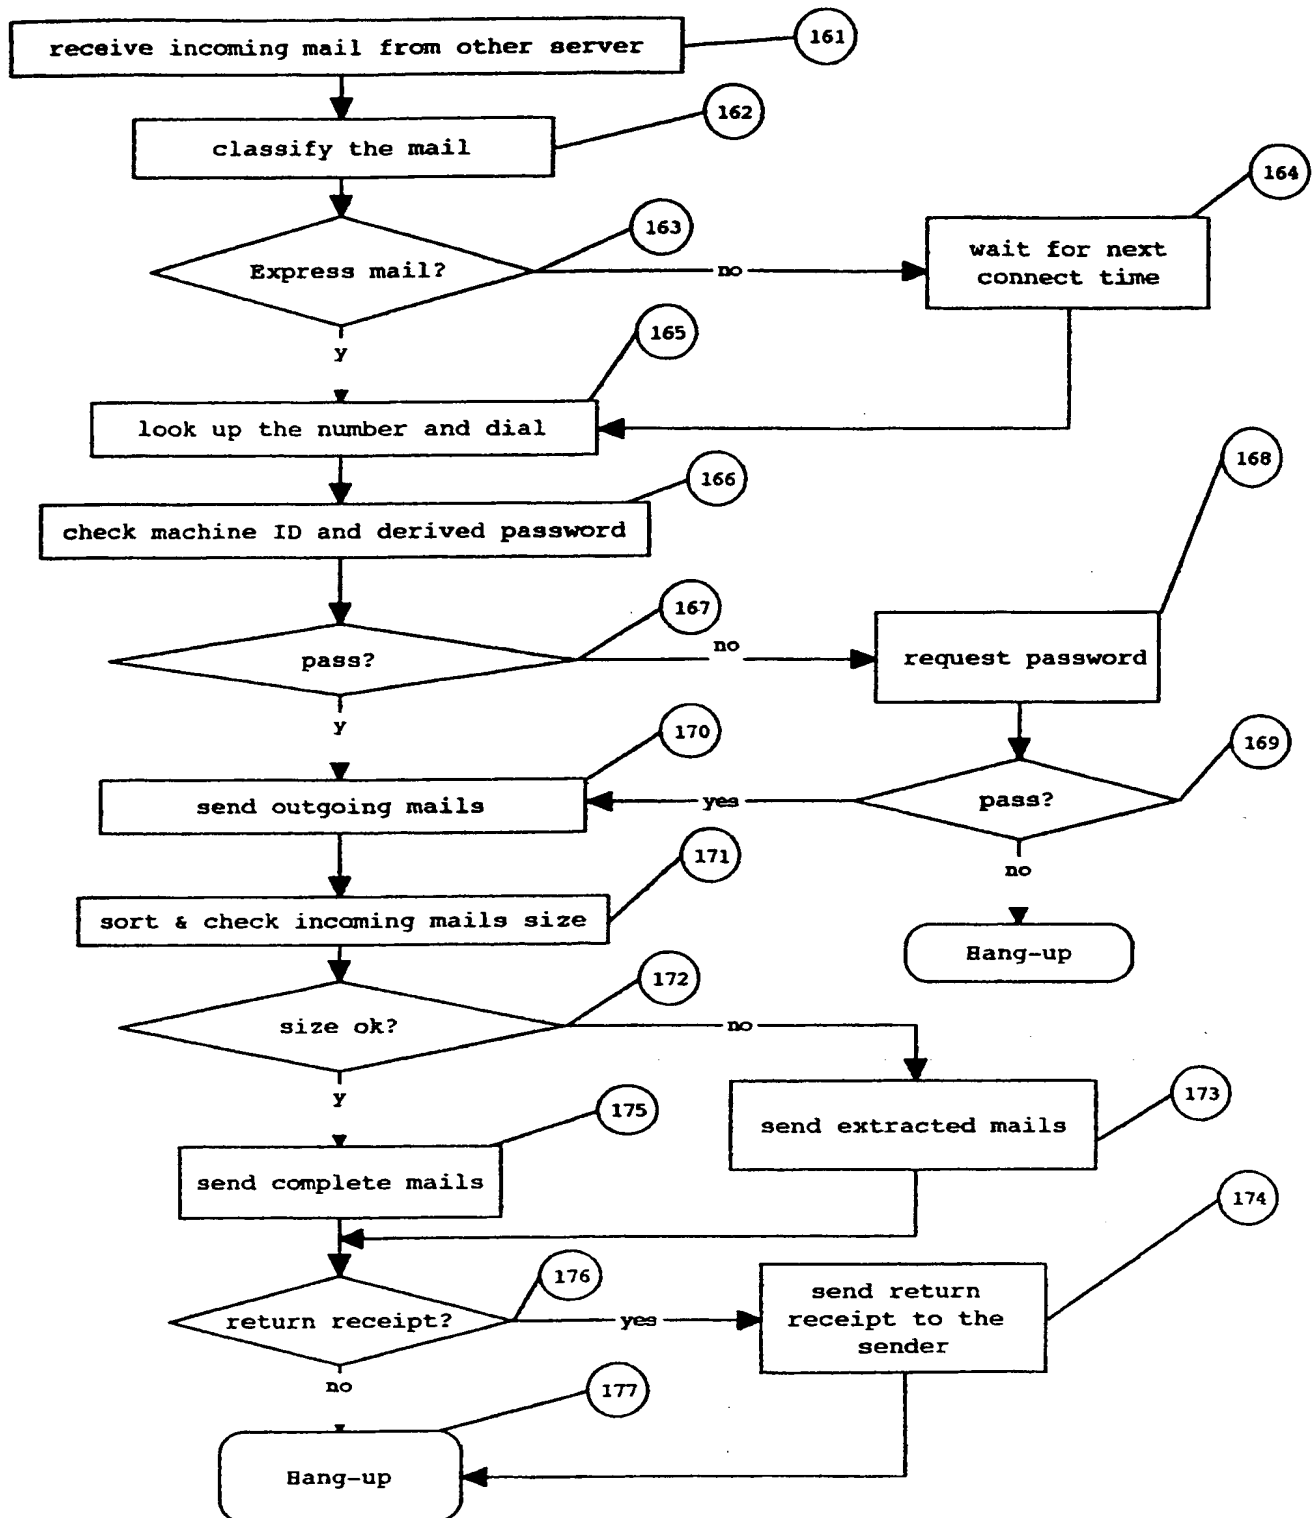 receive incoming mail from other server
161
classify the mail
162
Express mail?
163
no
wait for next
connect time
164
y
165
look up the number and dial
166
check machine ID and derived password
167
pass?
no
request password
168
y
170
send outgoing mails
yes
pass?
169
no
Hang-up
171
sort & check incoming mails size
172
size ok?
no
y
175
send complete mails
send extracted mails
173
176
return receipt?
yes
send return
receipt to the
sender
174
no
177
Hang-up